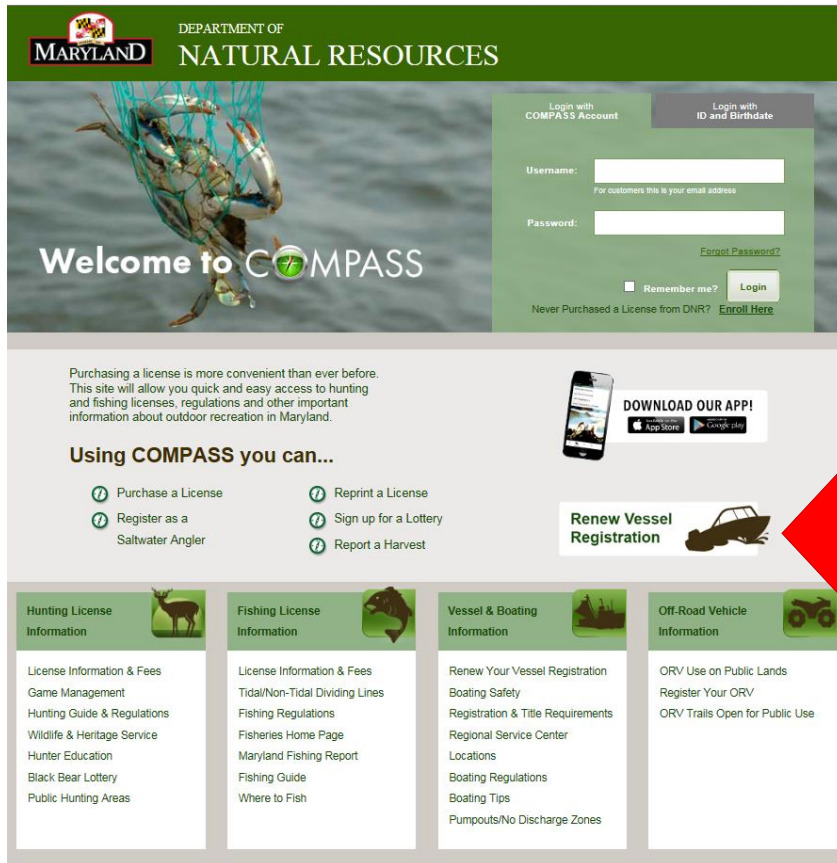 MARYLAND
DEPARTMENT OF
NATURAL RESOURCES
Login with
COMPASS Account
Login with
ID and Birthdate
Username:
For customers this is your email address
Password:
Forgot Password?
Remember me?
Login
Never Purchased a License from DNR? Enroll Here
Welcome to COMPASS
Purchasing a license is more convenient than ever before.
This site will allow you quick and easy access to hunting
and fishing licenses, regulations and other important
information about outdoor recreation in Maryland.
Using COMPASS you can...
Purchase a License
Register as a
Saltwater Angler
Reprint a License
Sign up for a Lottery
Report a Harvest
DOWNLOAD OUR APP!
App Store
Google play
Renew Vessel
Registration
Hunting License
Information
License Information & Fees
Game Management
Hunting Guide & Regulations
Wildlife & Heritage Service
Hunter Education
Black Bear Lottery
Public Hunting Areas
Fishing License
Information
License Information & Fees
Tidal/Non-Tidal Dividing Lines
Fishing Regulations
Fisheries Home Page
Maryland Fishing Report
Fishing Guide
Where to Fish
Vessel & Boating
Information
Renew Your Vessel Registration
Boating Safety
Registration & Title Requirements
Regional Service Center
Locations
Boating Regulations
Boating Tips
Pumpouts/No Discharge Zones
Off-Road Vehicle
Information
ORV Use on Public Lands
Register Your ORV
ORV Trails Open for Public Use